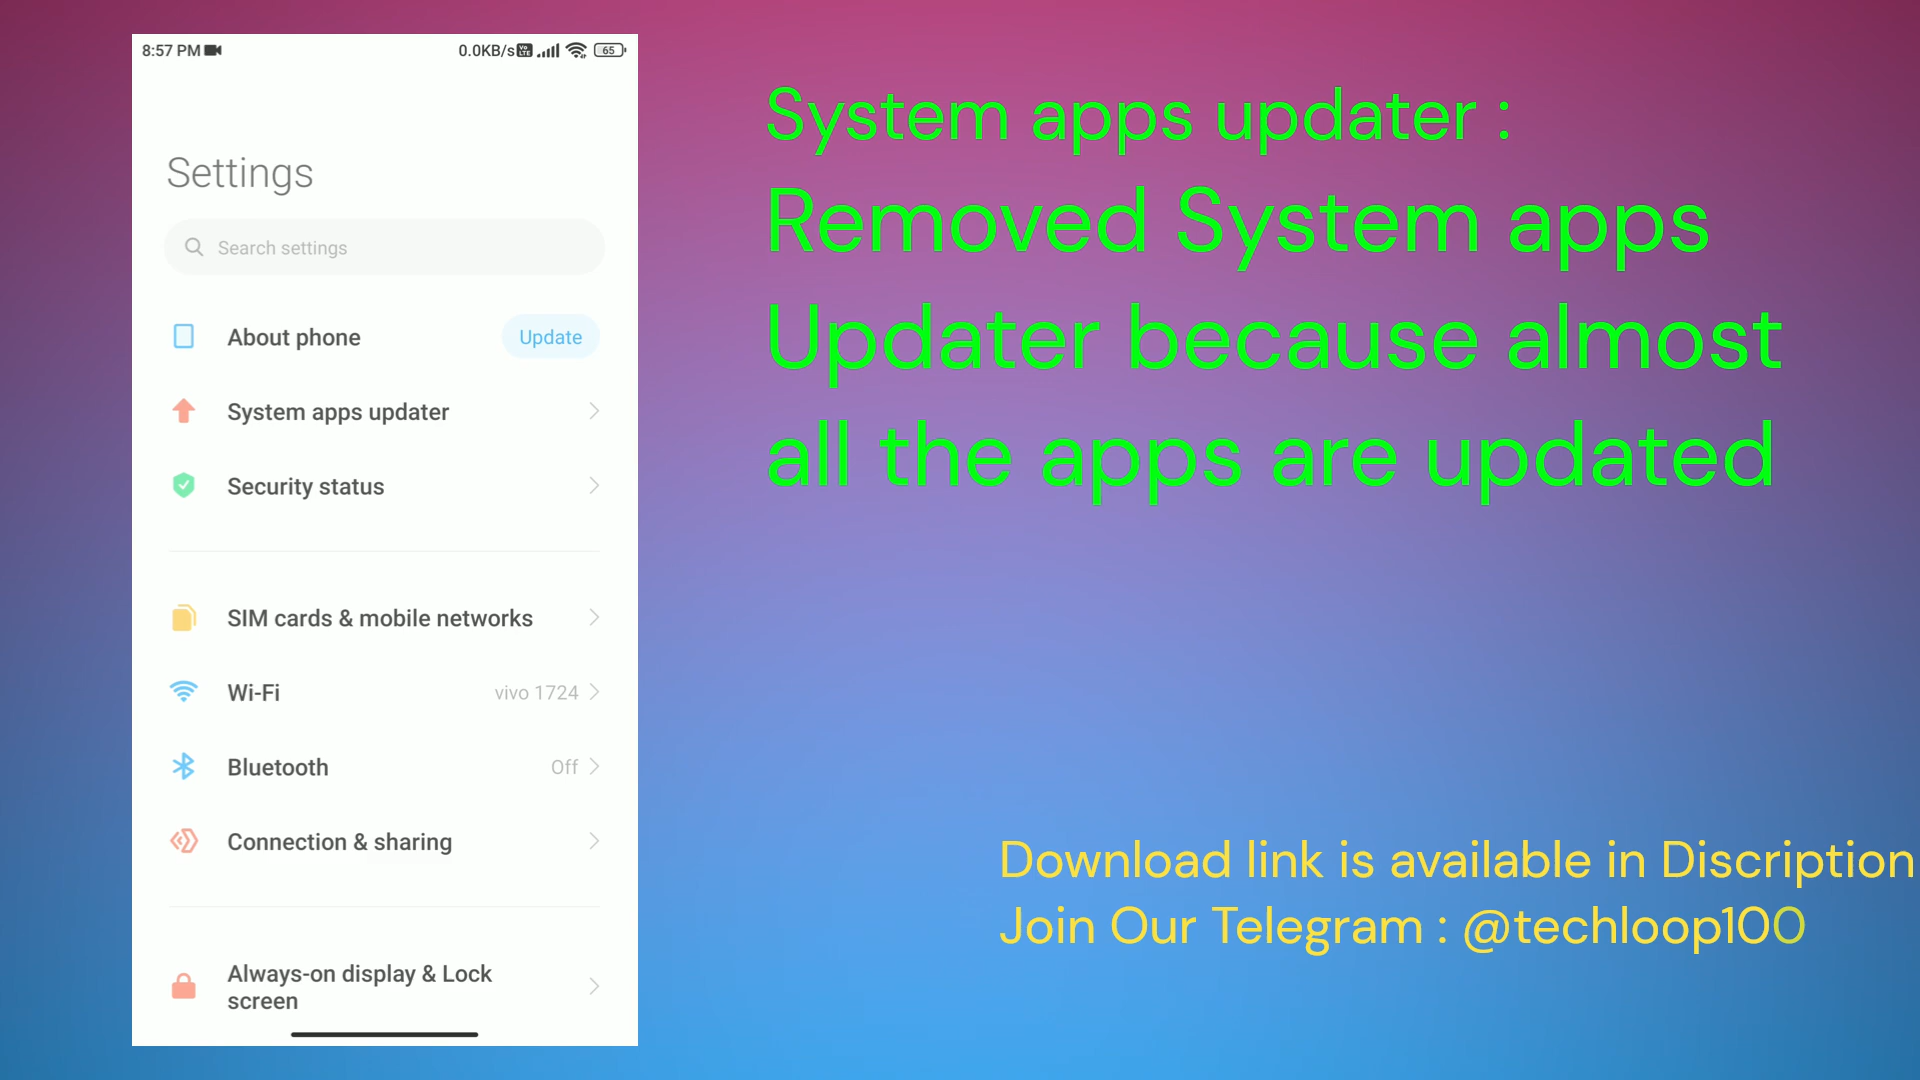 8:57 PM
0.0KB/s
Vo LTE
65
Settings
Search settings
About phone
Update
System apps updater
Security status
SIM cards & mobile networks
Wi-Fi
vivo 1724
Bluetooth
Off
Connection & sharing
Always-on display & Lock
screen
System apps updater :
Removed System apps
Updater because almost
all the apps are updated
Download link is available in Discription
Join Our Telegram : @techloop100